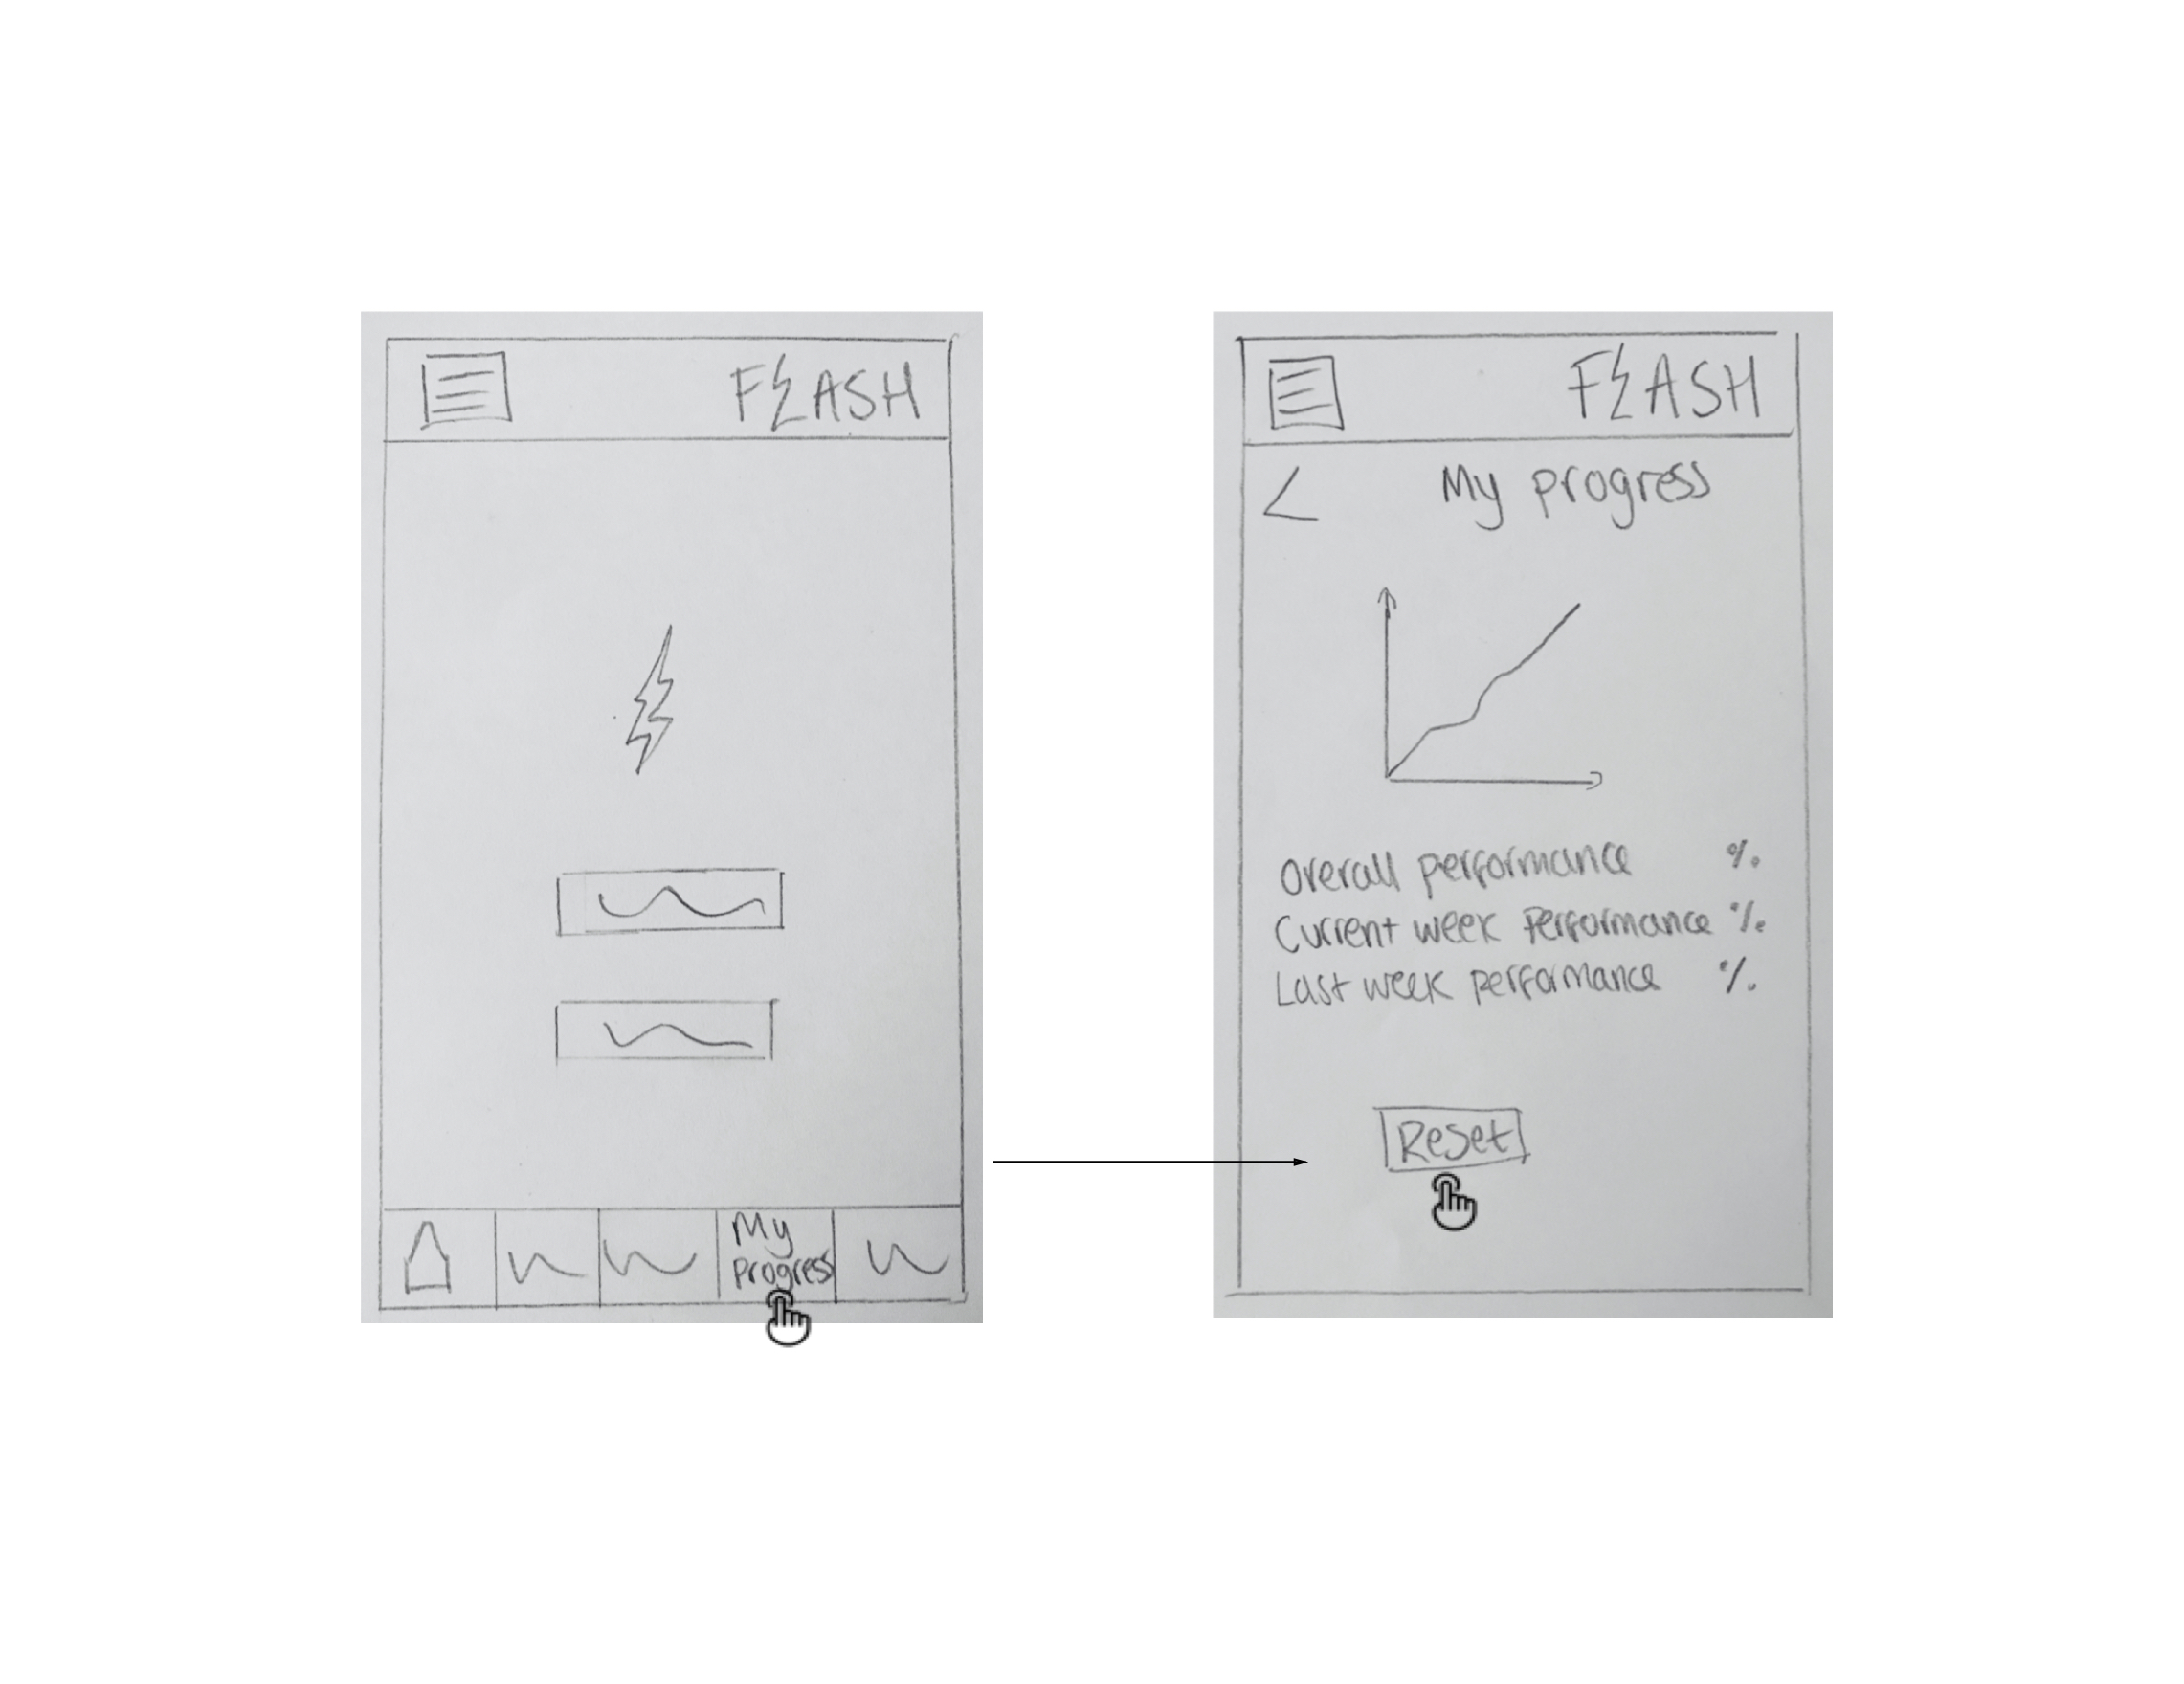 FLASH
My
Progress
FLASH
<
My progress
Overall performance %
Current week performance %
Last week performance %
Reset